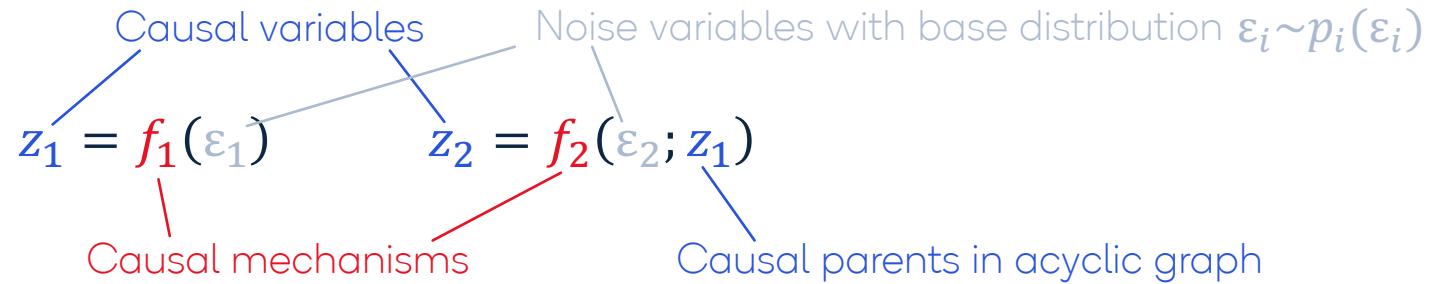 Causal variables
Noise variables with base distribution εᵢ~pᵢ(εᵢ)
z₁ = f₁(ε₁)
z₂ = f₂(ε₂; z₁)
Causal mechanisms
Causal parents in acyclic graph